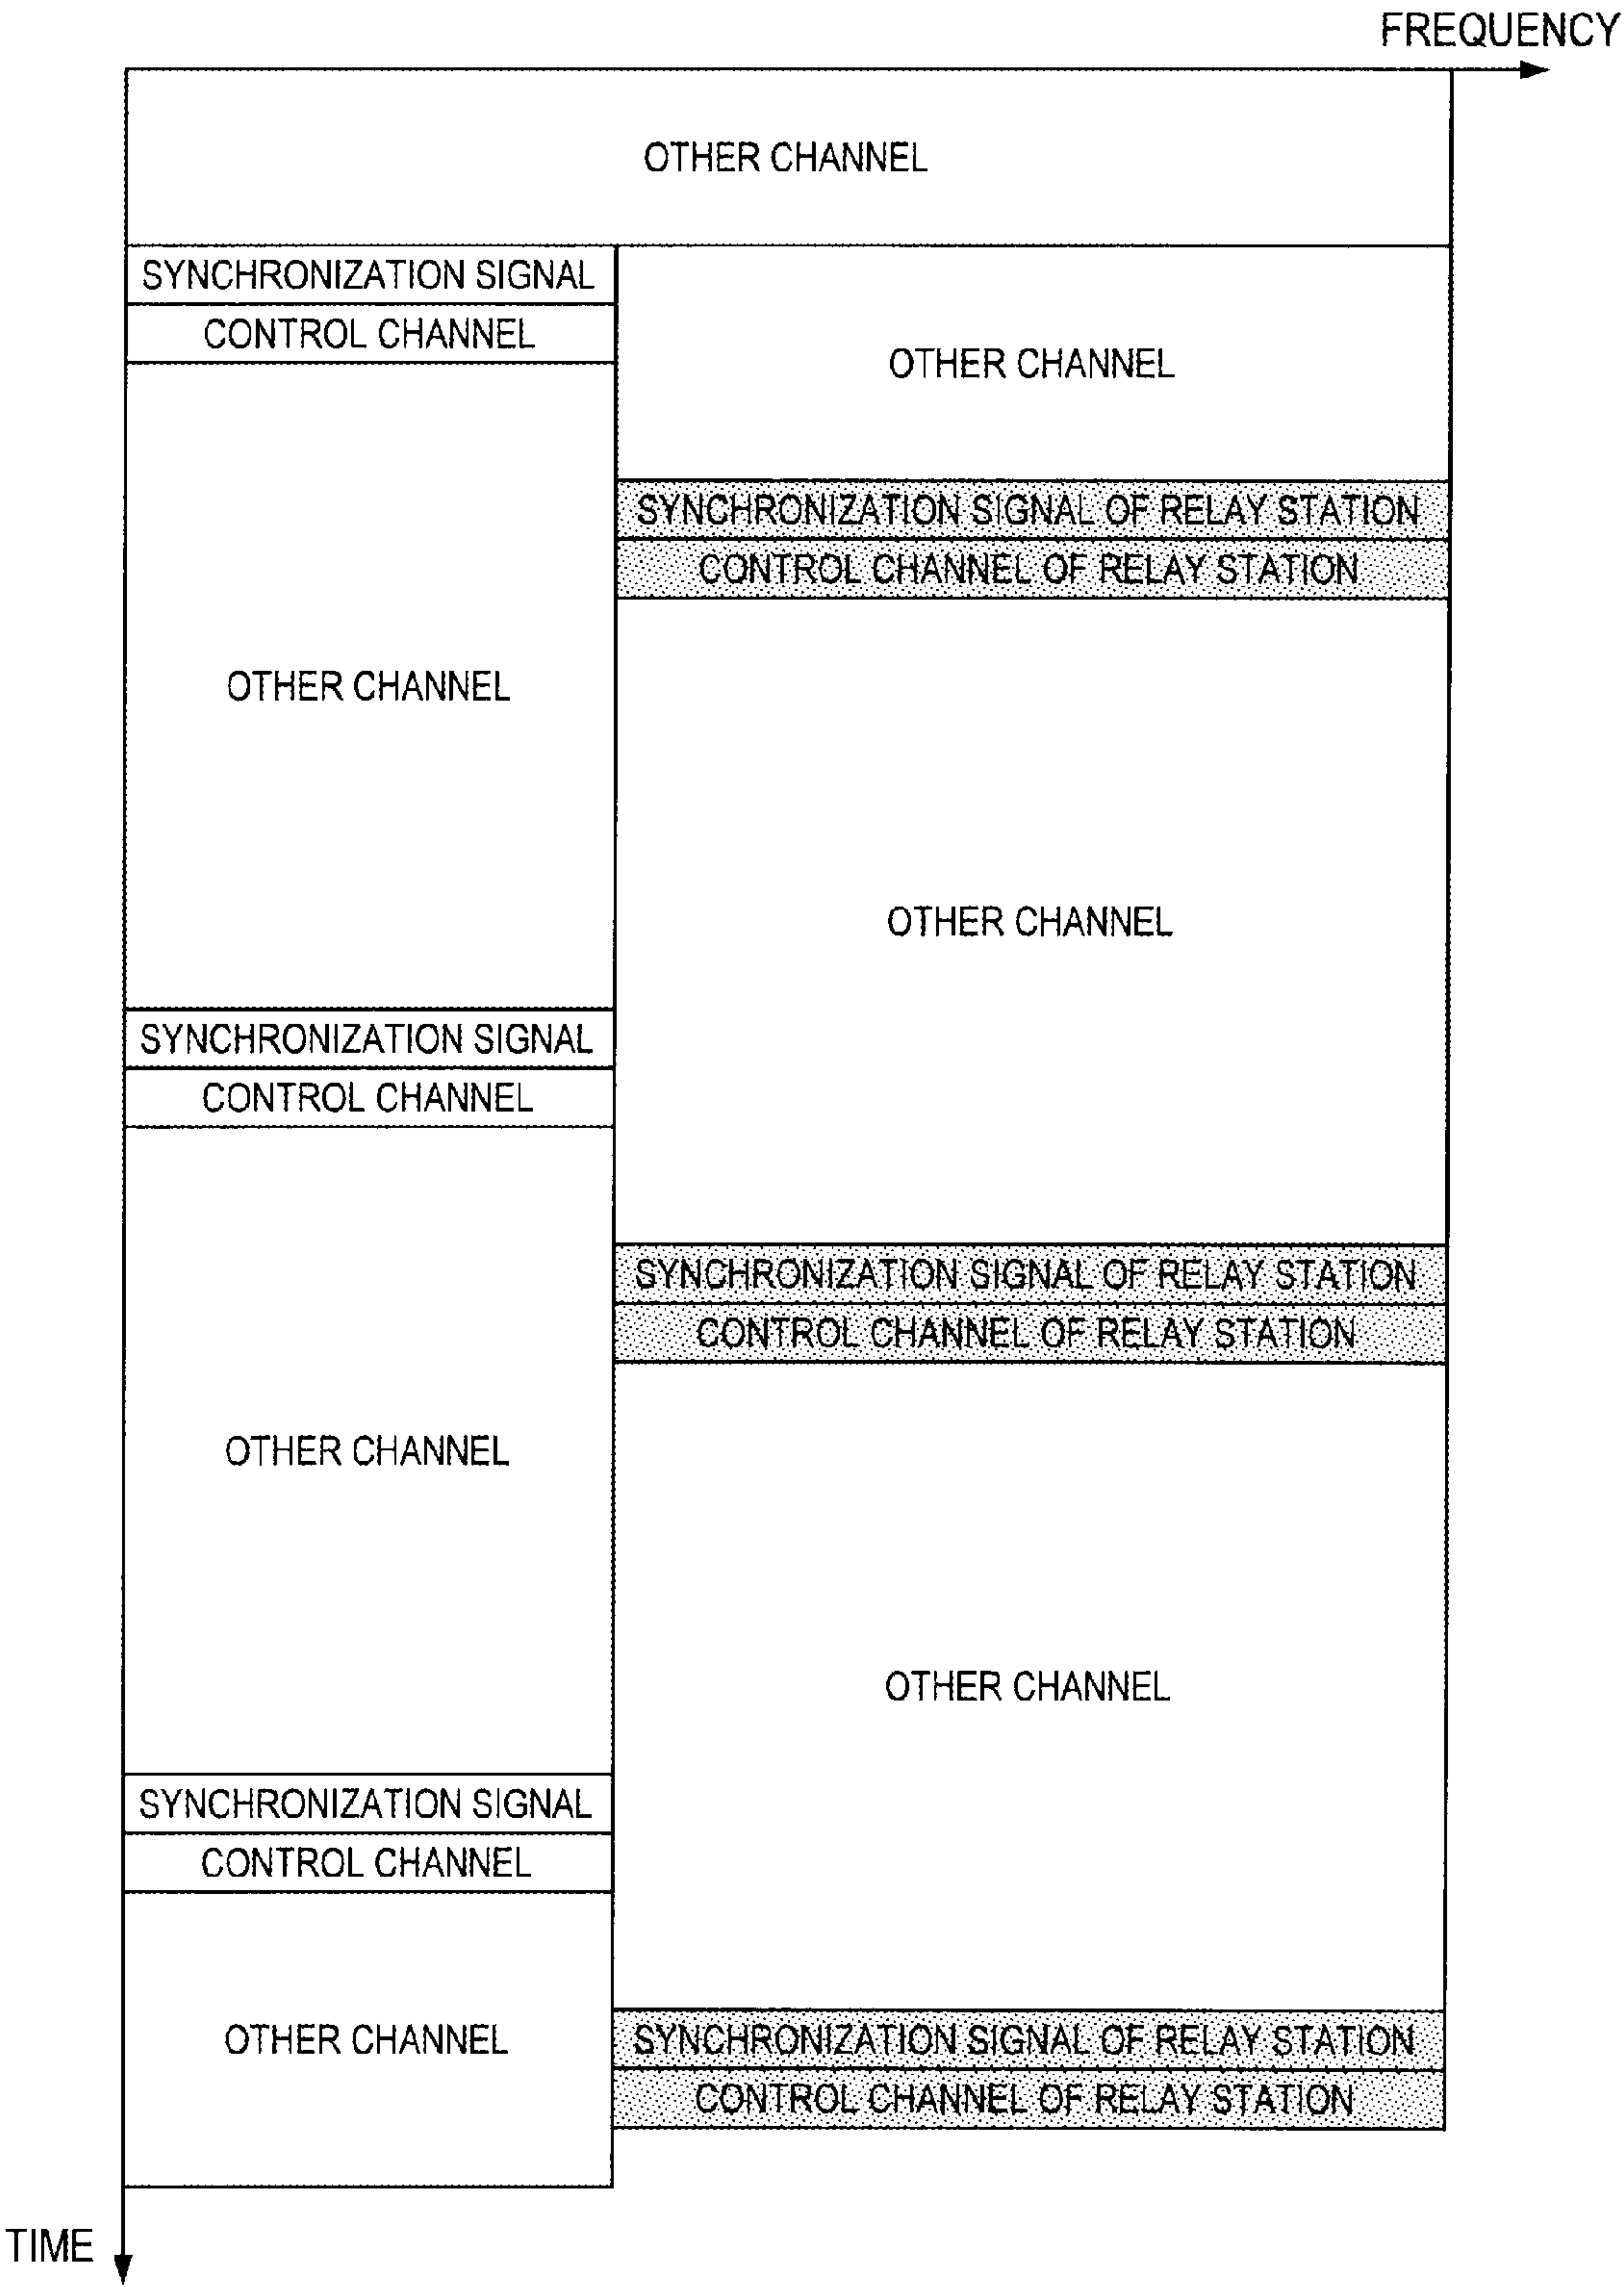 FREQUENCY
OTHER CHANNEL
SYNCHRONIZATION SIGNAL
CONTROL CHANNEL
OTHER CHANNEL
SYNCHRONIZATION SIGNAL OF RELAY STATION
CONTROL CHANNEL OF RELAY STATION
OTHER CHANNEL
OTHER CHANNEL
SYNCHRONIZATION SIGNAL
CONTROL CHANNEL
SYNCHRONIZATION SIGNAL OF RELAY STATION
CONTROL CHANNEL OF RELAY STATION
OTHER CHANNEL
OTHER CHANNEL
SYNCHRONIZATION SIGNAL
CONTROL CHANNEL
OTHER CHANNEL
SYNCHRONIZATION SIGNAL OF RELAY STATION
CONTROL CHANNEL OF RELAY STATION
TIME